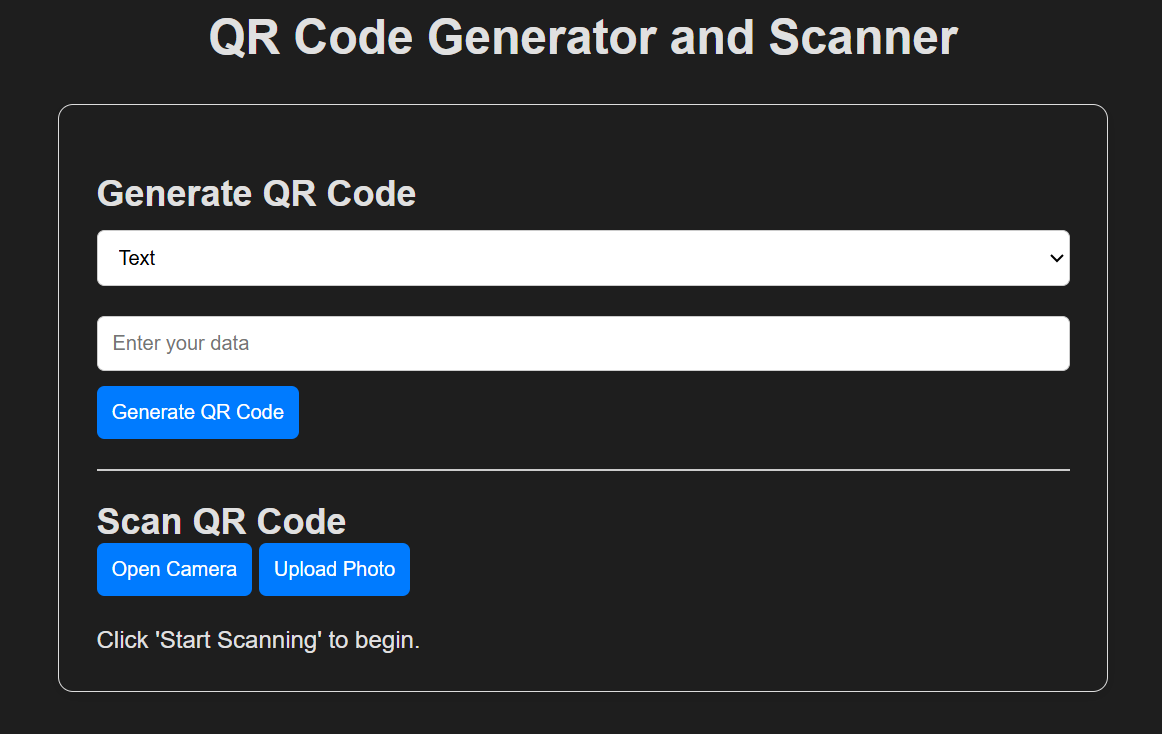 QR Code Generator and Scanner
Generate QR Code
Text
Enter your data
Generate QR Code
Scan QR Code
Open Camera Upload Photo
Click 'Start Scanning' to begin.